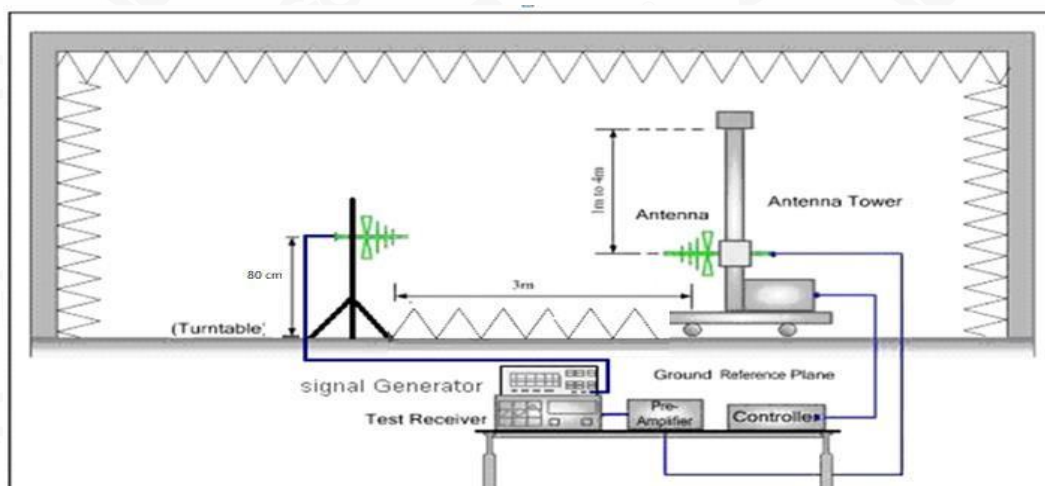 1m to 4m
Antenna
Antenna Tower
80 cm
3m
(Turntable)
signal Generator
Ground Reference Plane
Test Receiver
Pre-
Amplifier
Controller